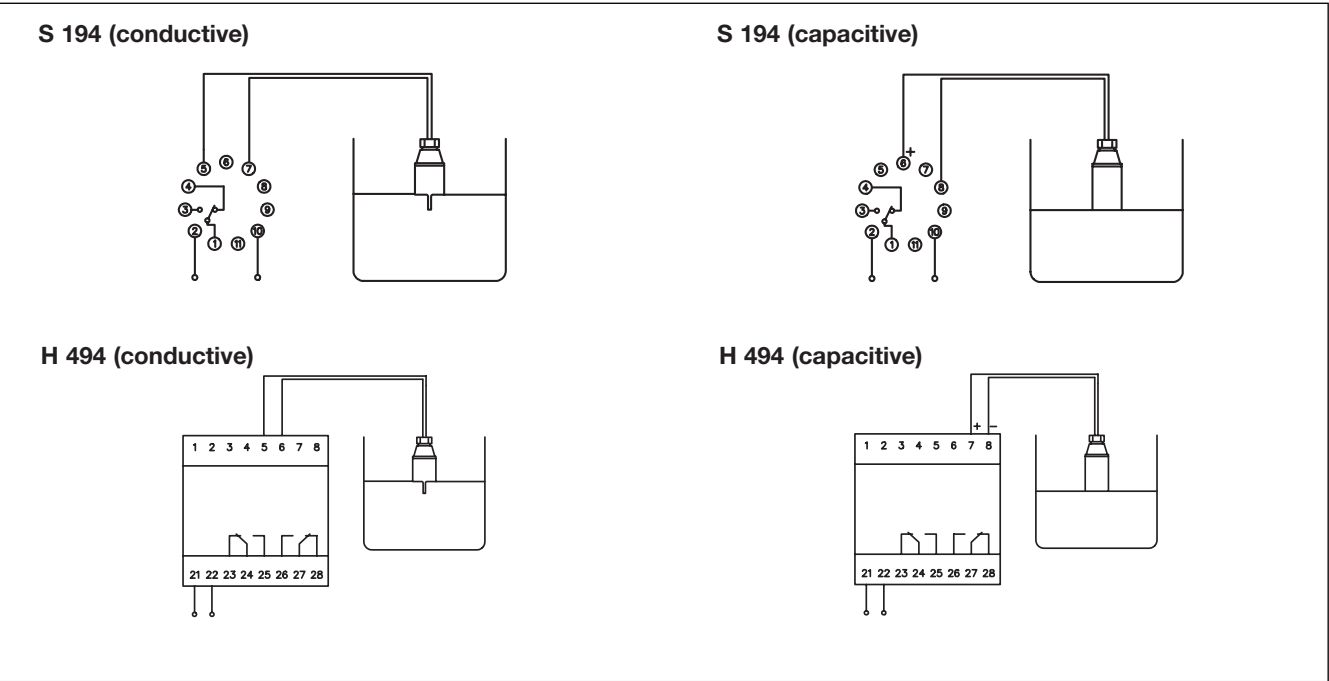 S 194 (conductive)
S 194 (capacitive)
5 6 7
4 8
3 9
2 10
1 11
6 +
5 7
4 8
3 9
2 10
1 11
H 494 (conductive)
H 494 (capacitive)
1 2 3 4 5 6 7 8
21 22 23 24 25 26 27 28
+ −
1 2 3 4 5 6 7 8
21 22 23 24 25 26 27 28